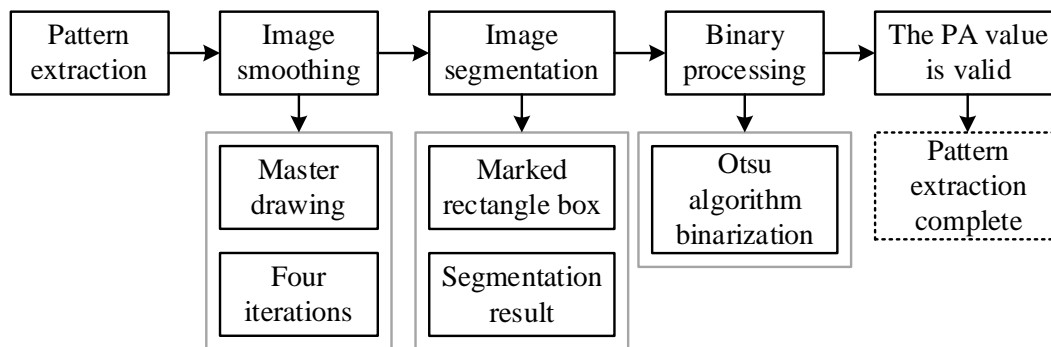 Pattern
extraction
Image
smoothing
Image
segmentation
Binary
processing
The PA value
is valid
Master
drawing
Four
iterations
Marked
rectangle box
Segmentation
result
Otsu
algorithm
binarization
Pattern
extraction
complete